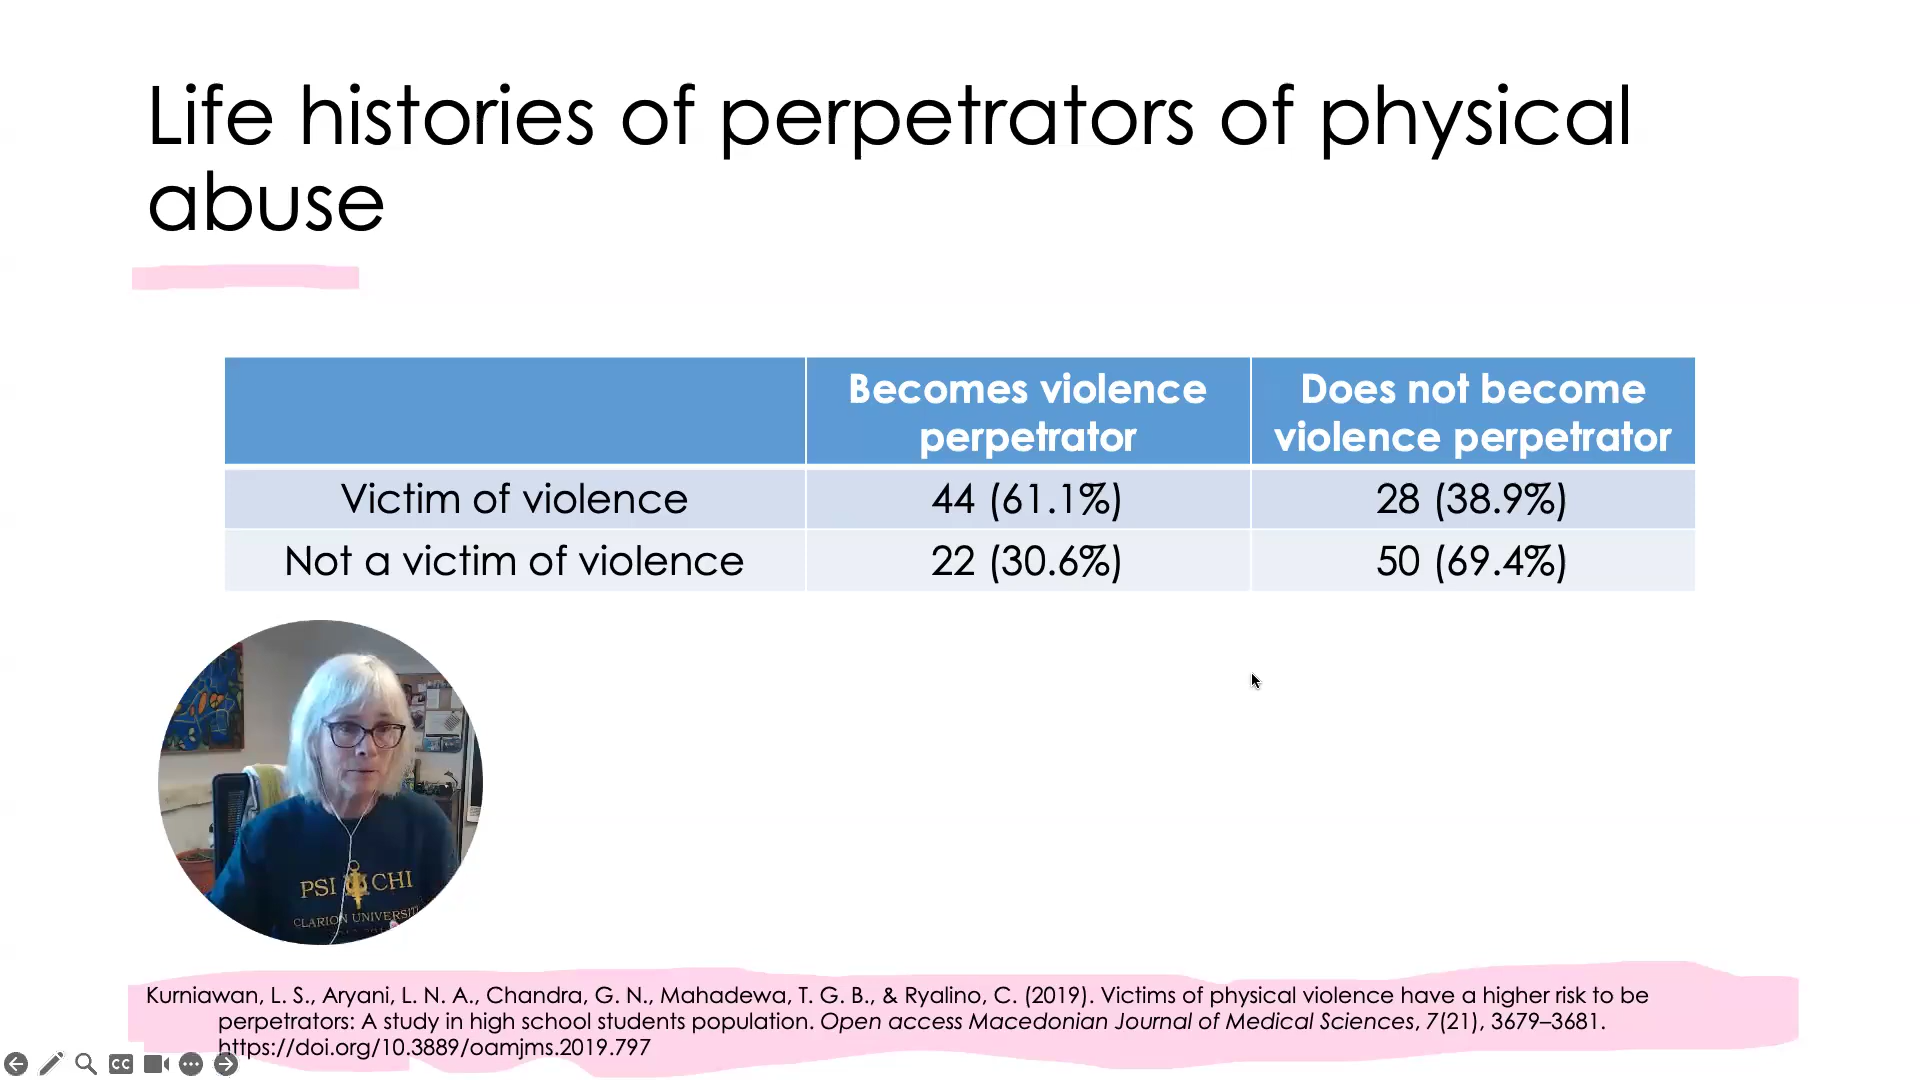 Life histories of perpetrators of physical
abuse
Becomes violence
perpetrator
Does not become
violence perpetrator
Victim of violence 44 (61.1%) 28 (38.9%)
Not a victim of violence 22 (30.6%) 50 (69.4%)
PSI CHI
CLARION UNIVERSIT
Kurniawan, L. S., Aryani, L. N. A., Chandra, G. N., Mahadewa, T. G. B., & Ryalino, C. (2019). Victims of physical violence have a higher risk to be
perpetrators: A study in high school students population. Open access Macedonian Journal of Medical Sciences, 7(21), 3679–3681.
https://doi.org/10.3889/oamjms.2019.797
CC